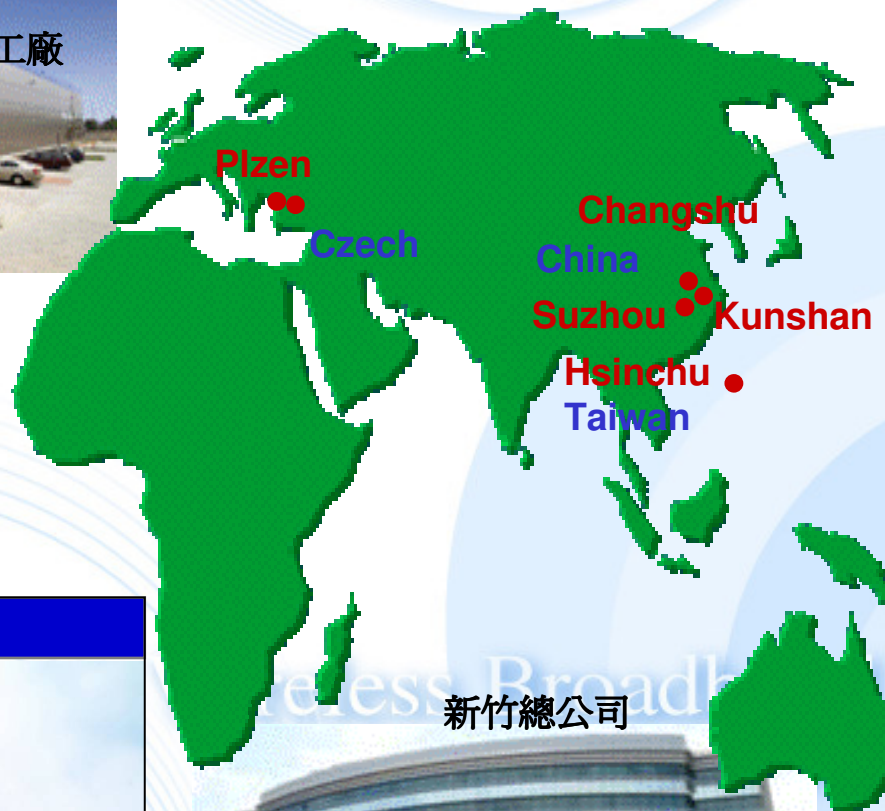 工廠
Plzen
Czech
Changshu
China
Suzhou
Kunshan
Hsinchu
Taiwan
新竹總公司